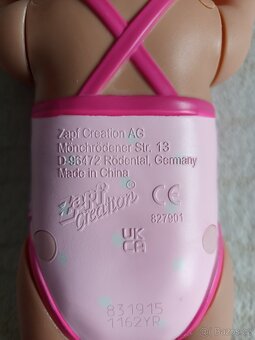 Zapf Creation AG
Mönchrödener Str. 13
D-96472 Rödental, Germany
Made in China
CE
Zapf
Creation
827901
UK
CA
831915
1162YR